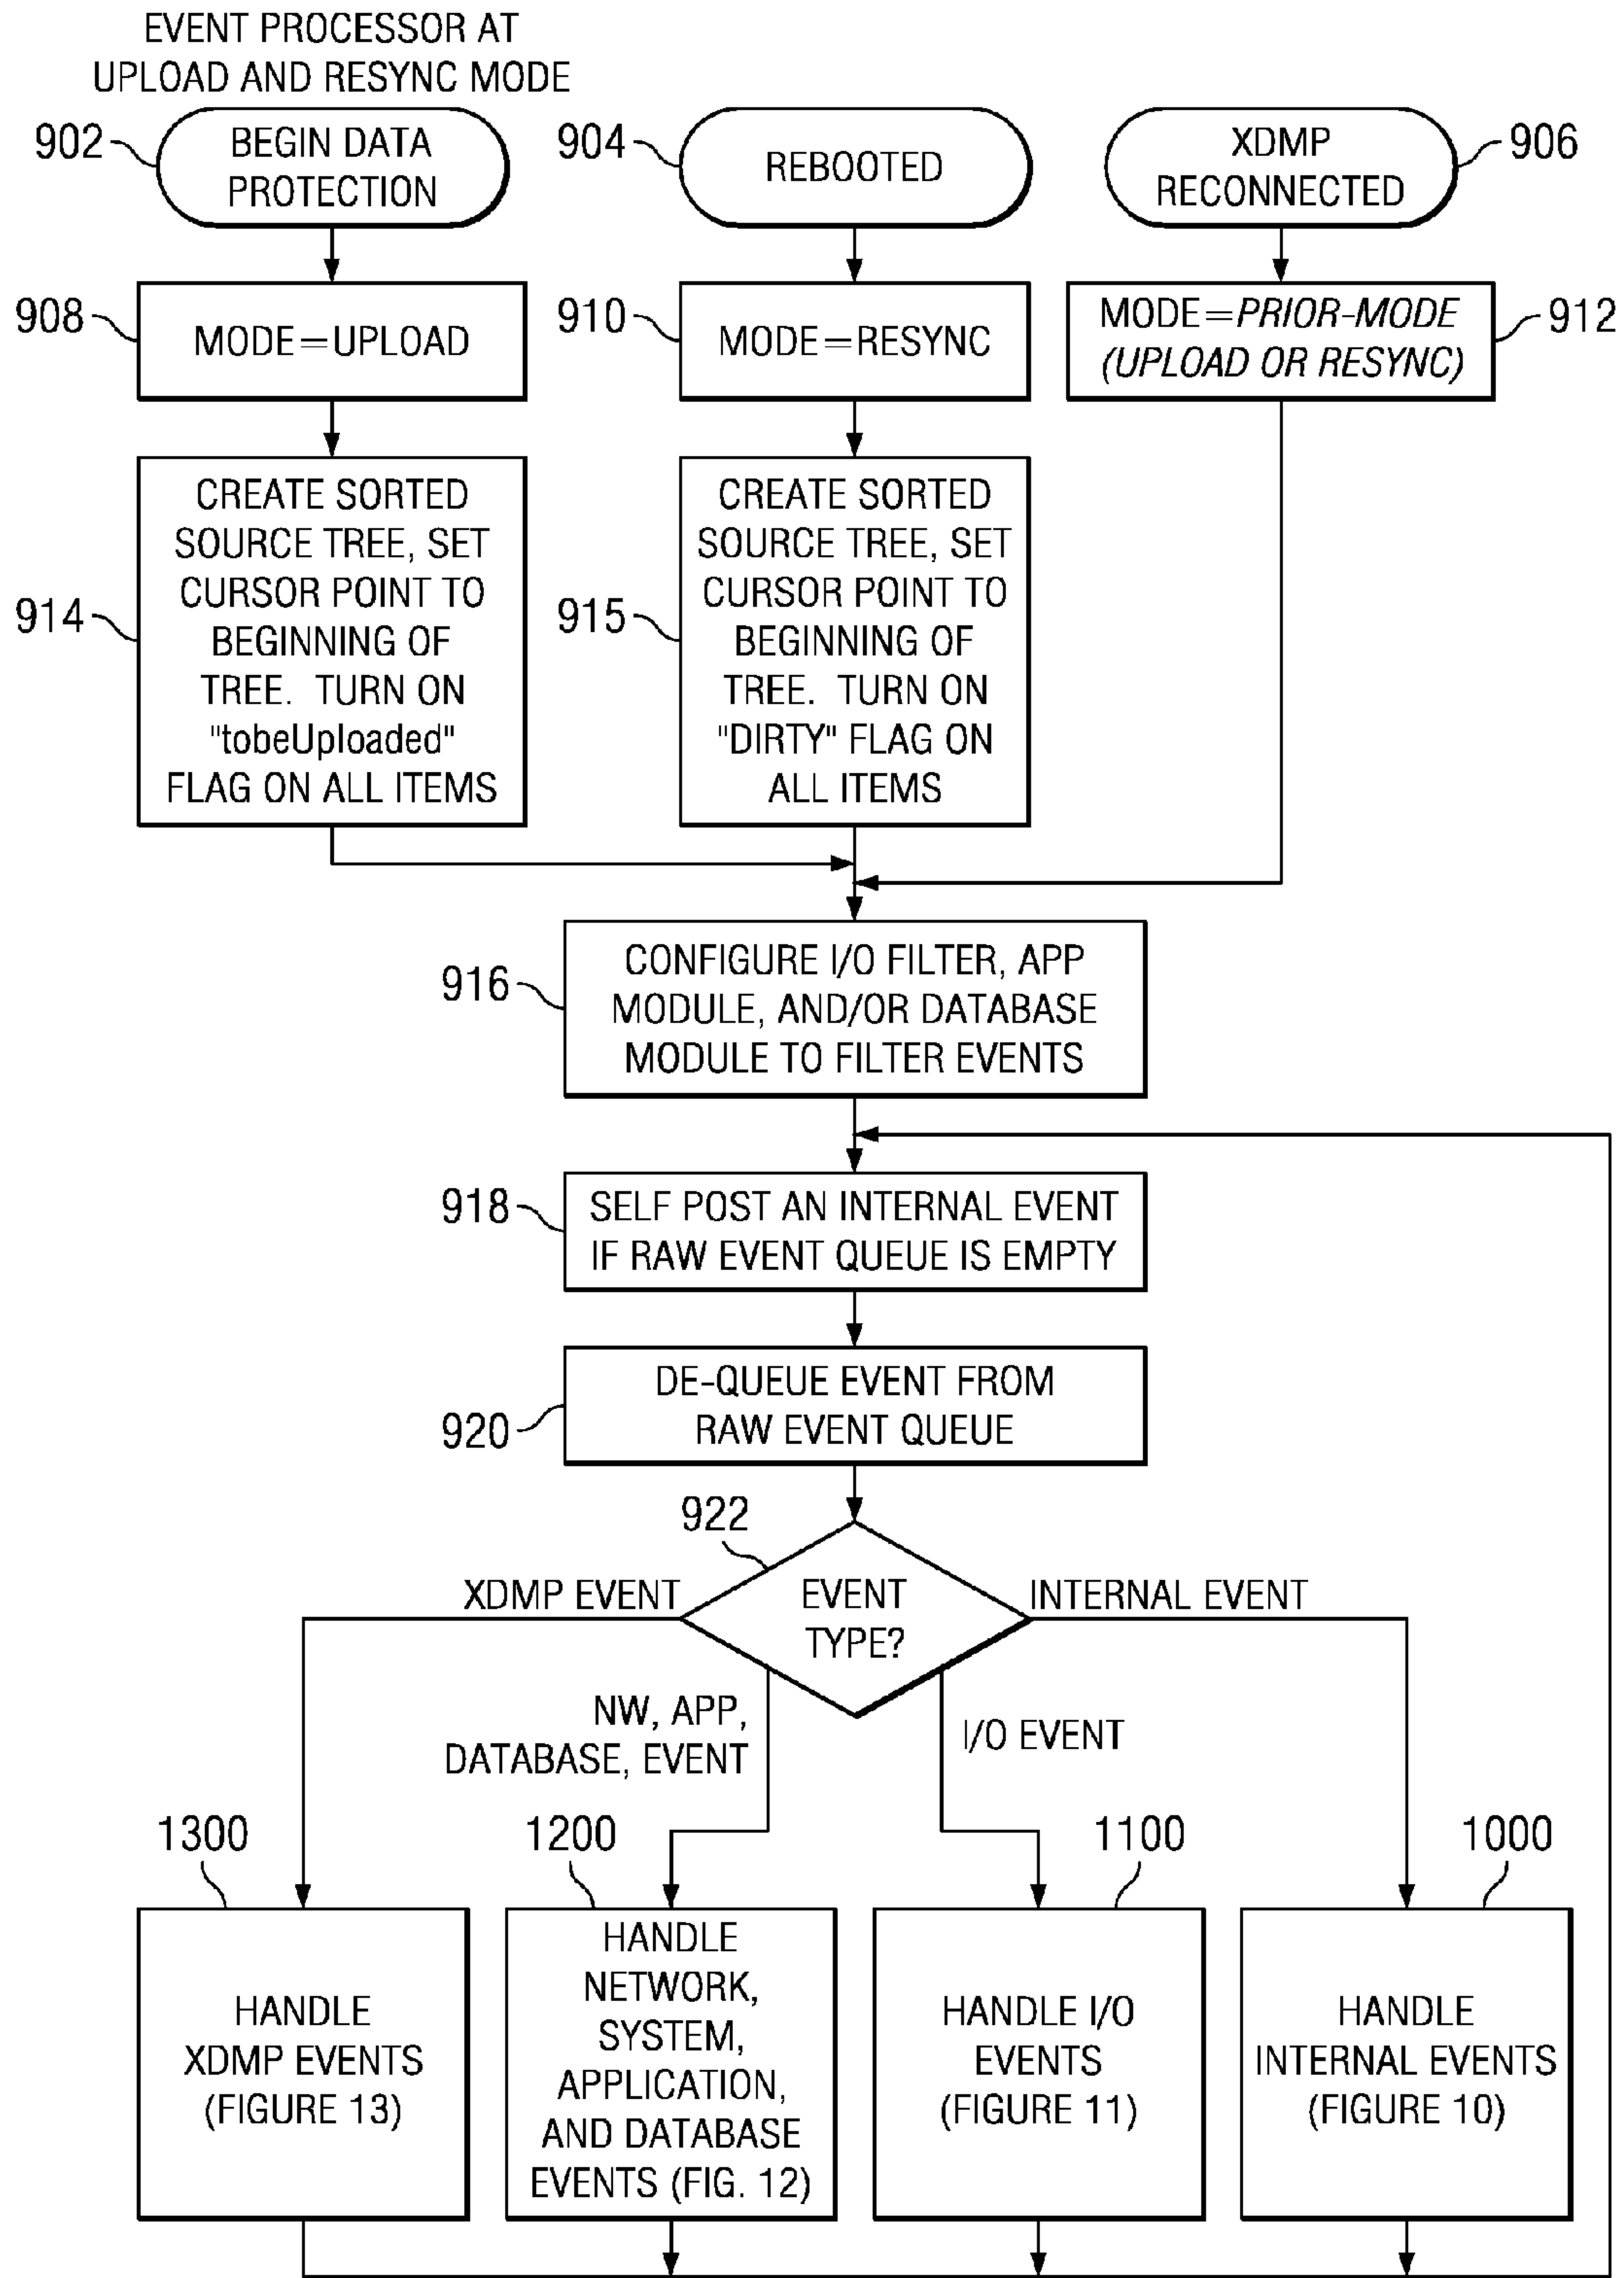 EVENT PROCESSOR AT
UPLOAD AND RESYNC MODE
902
BEGIN DATA
PROTECTION
904
REBOOTED
XDMP
RECONNECTED
906
908
MODE=UPLOAD
910
MODE=RESYNC
MODE=PRIOR-MODE
(UPLOAD OR RESYNC)
912
914
CREATE SORTED
SOURCE TREE, SET
CURSOR POINT TO
BEGINNING OF
TREE. TURN ON
"tobeUploaded"
FLAG ON ALL ITEMS
915
CREATE SORTED
SOURCE TREE, SET
CURSOR POINT TO
BEGINNING OF
TREE. TURN ON
"DIRTY" FLAG ON
ALL ITEMS
916
CONFIGURE I/O FILTER, APP
MODULE, AND/OR DATABASE
MODULE TO FILTER EVENTS
918
SELF POST AN INTERNAL EVENT
IF RAW EVENT QUEUE IS EMPTY
920
DE-QUEUE EVENT FROM
RAW EVENT QUEUE
922
EVENT
TYPE?
XDMP EVENT
INTERNAL EVENT
NW, APP,
DATABASE, EVENT
I/O EVENT
1300
HANDLE
XDMP EVENTS
(FIGURE 13)
1200
HANDLE
NETWORK,
SYSTEM,
APPLICATION,
AND DATABASE
EVENTS (FIG. 12)
1100
HANDLE I/O
EVENTS
(FIGURE 11)
1000
HANDLE
INTERNAL EVENTS
(FIGURE 10)